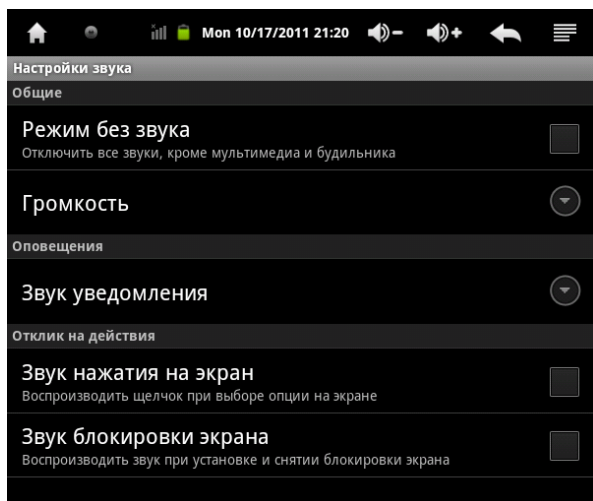 Mon 10/17/2011 21:20
Настройки звука
Общие
Режим без звука
Отключить все звуки, кроме мультимедиа и будильника
Громкость
Оповещения
Звук уведомления
Отклик на действия
Звук нажатия на экран
Воспроизводить щелчок при выборе опции на экране
Звук блокировки экрана
Воспроизводить звук при установке и снятии блокировки экрана